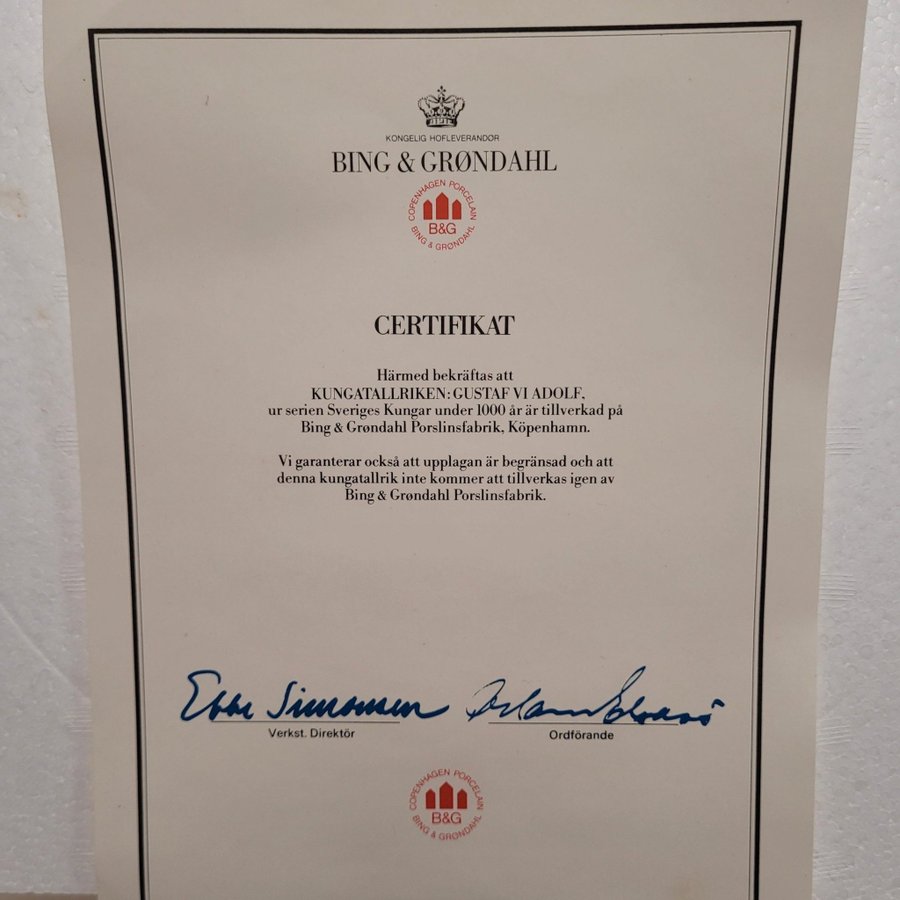 KONGELIG HOFLEVERANDØR
BING & GRØNDAHL
COPENHAGEN PORCELAIN
B&G
BING & GRØNDAHL
CERTIFIKAT
Härmed bekräftas att
KUNGATALLRIKEN: GUSTAF VI ADOLF,
ur serien Sveriges Kungar under 1000 år är tillverkad på
Bing & Grøndahl Porslinsfabrik, Köpenhamn.
Vi garanterar också att upplagan är begränsad och att
denna kungatallrik inte kommer att tillverkas igen av
Bing & Grøndahl Porslinsfabrik.
Ebbe Simonsen
Verkst. Direktör
Ordförande
COPENHAGEN PORCELAIN
B&G
BING & GRØNDAHL